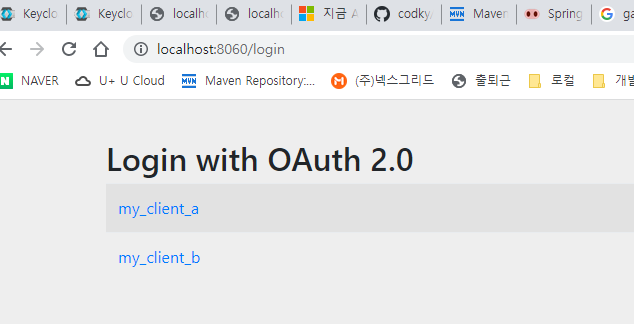 Keyclo Keyclo localho localho 지금 A codky, Maven Spring ga
localhost:8060/login
NAVER U+ U Cloud MVN Maven Repository:... (주)넥스그리드 출퇴근 로컬 개발
Login with OAuth 2.0
my_client_a
my_client_b